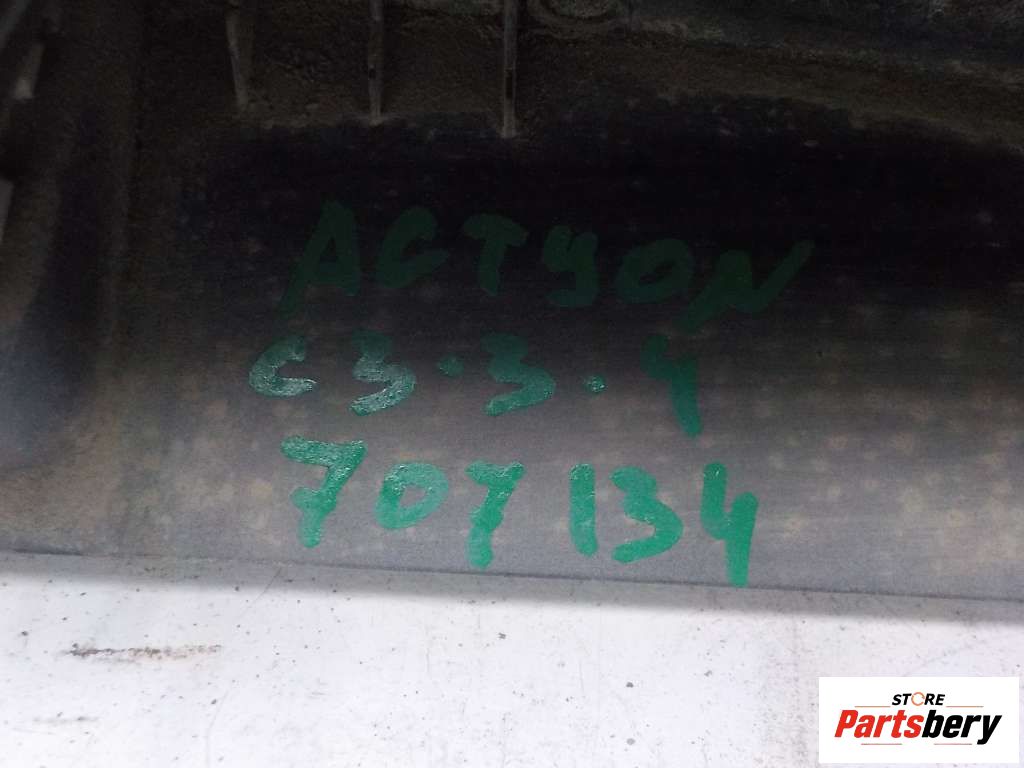 ACTYON
C3.3.4
707134
STORE
Partsbery